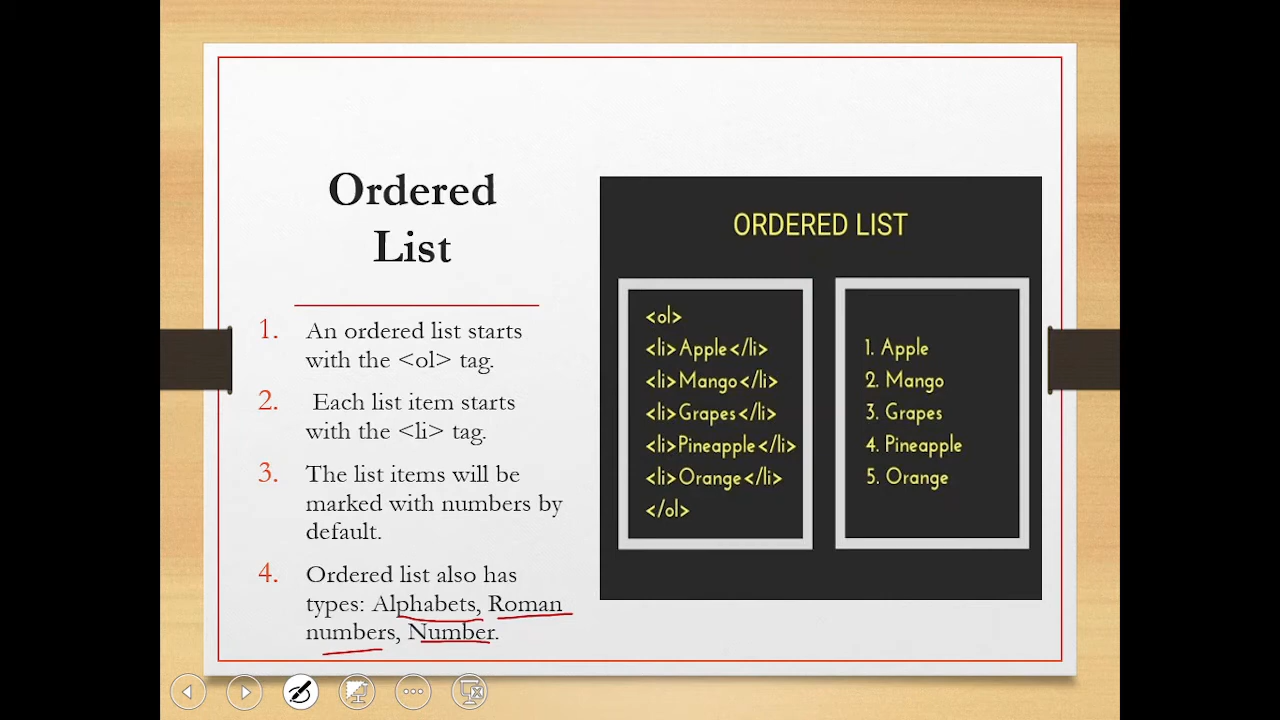 Ordered
List
1. An ordered list starts
with the <ol> tag.
2. Each list item starts
with the <li> tag.
3. The list items will be
marked with numbers by
default.
4. Ordered list also has
types: Alphabets, Roman
numbers, Number.
ORDERED LIST
<ol>
<li>Apple</li>
<li>Mango</li>
<li>Grapes</li>
<li>Pineapple</li>
<li>Orange</li>
</ol>
1. Apple
2. Mango
3. Grapes
4. Pineapple
5. Orange